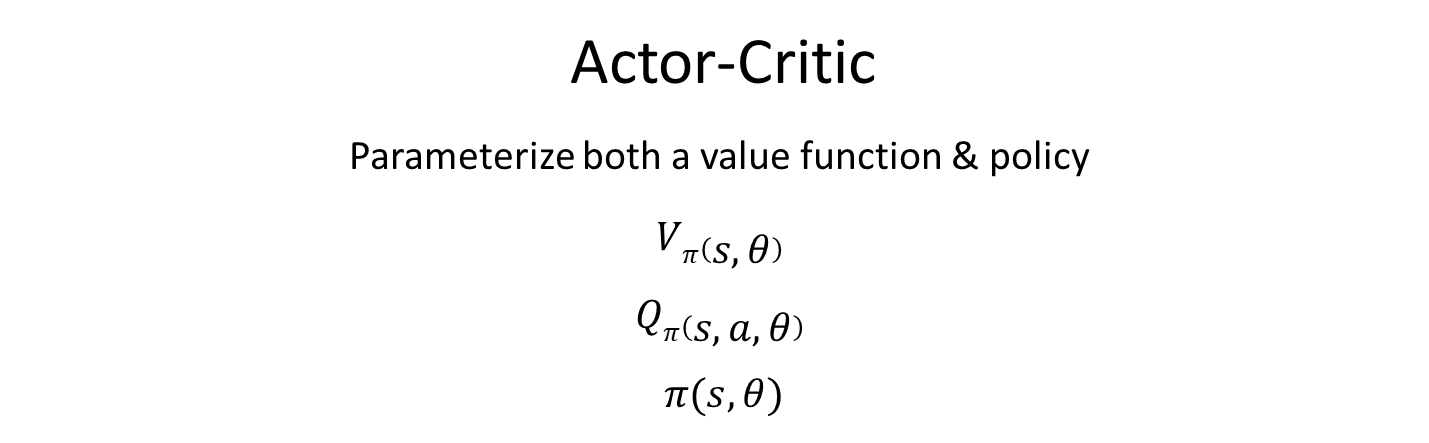 Actor-Critic
Parameterize both a value function & policy
V_π(s, θ)
Q_π(s, a, θ)
π(s, θ)